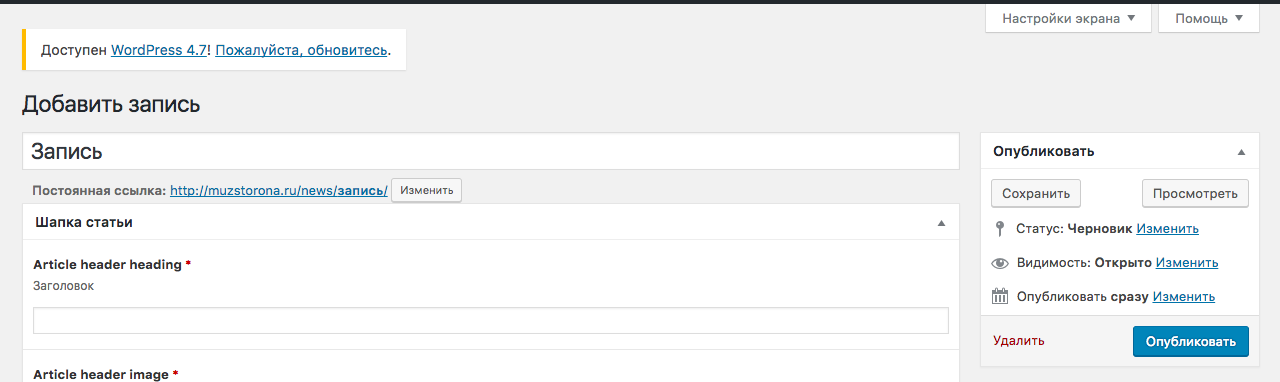 Настройки экрана
Помощь
Доступен WordPress 4.7! Пожалуйста, обновитесь.
Добавить запись
Запись
Постоянная ссылка: http://muzstorona.ru/news/запись/ Изменить
Шапка статьи
Article header heading *
Заголовок
Article header image *
Опубликовать
Сохранить
Просмотреть
Статус: Черновик Изменить
Видимость: Открыто Изменить
Опубликовать сразу Изменить
Удалить
Опубликовать